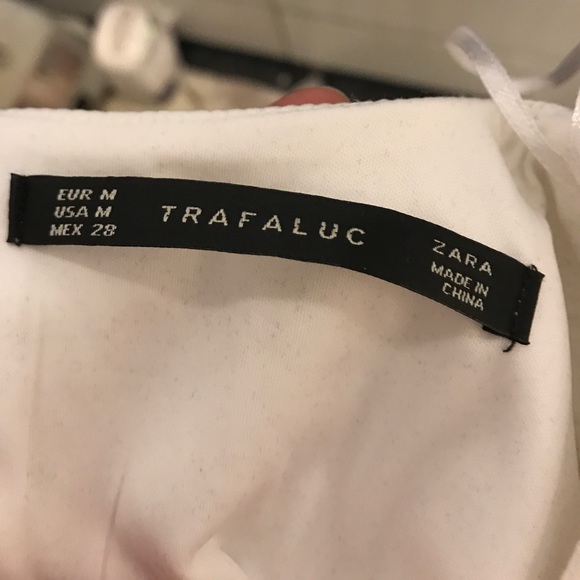 EUR M
USA M
MEX 28
TRAFALUC
ZARA
MADE IN
CHINA